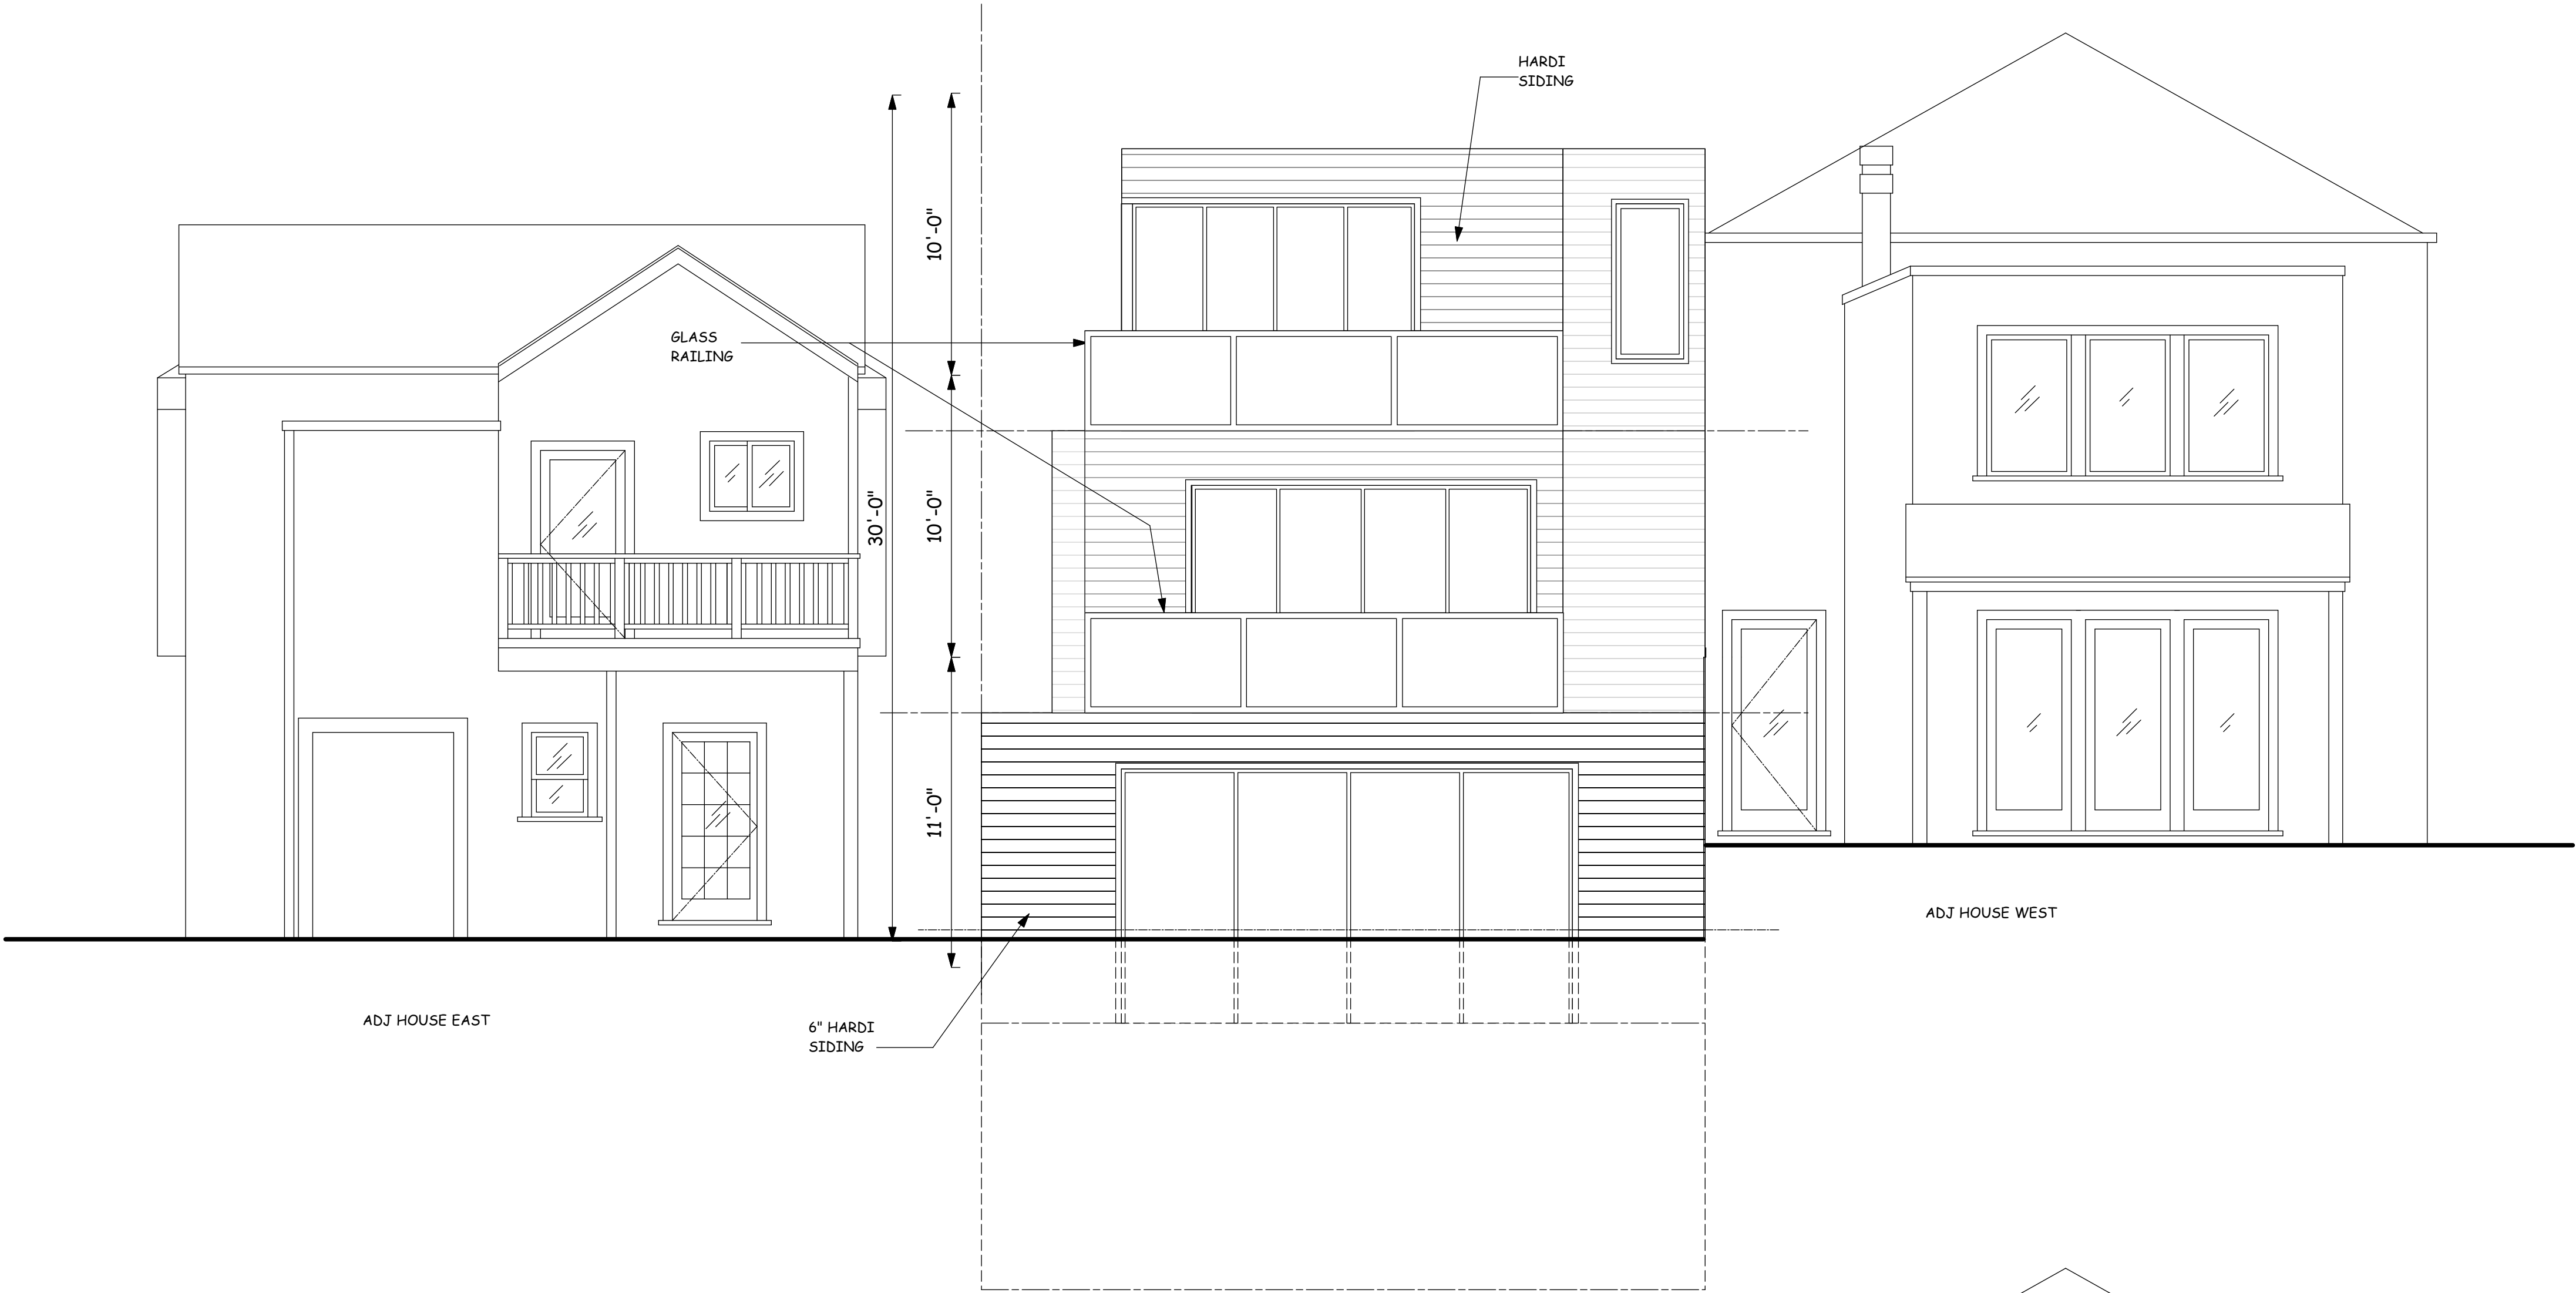 HARDI
SIDING
10'-0"
GLASS
RAILING
30'-0"
10'-0"
11'-0"
ADJ HOUSE WEST
ADJ HOUSE EAST
6" HARDI
SIDING